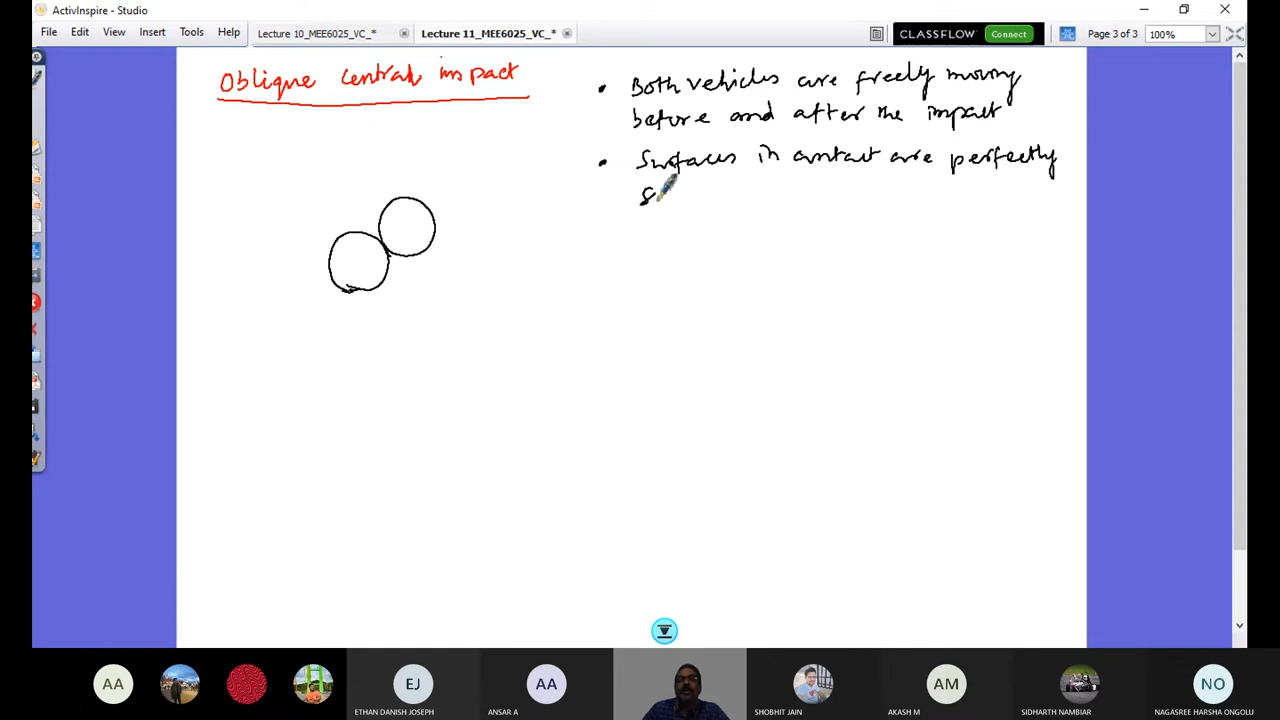 ActivInspire - Studio
File Edit View Insert Tools Help
Lecture 10_MEE6025_VC_*
Lecture 11_MEE6025_VC_*
CLASSFLOW Connect
Page 3 of 3
100%
Oblique central impact
• Both vehicles are freely moving
before and after the impact
• Surfaces in contact are perfectly
s
AA
EJ
AA
AM
NO
ETHAN DANISH JOSEPH
ANSAR A
SHOBHIT JAIN
AKASH M
SIDHARTH NAMBIAR
NAGASREE HARSHA ONGOLU